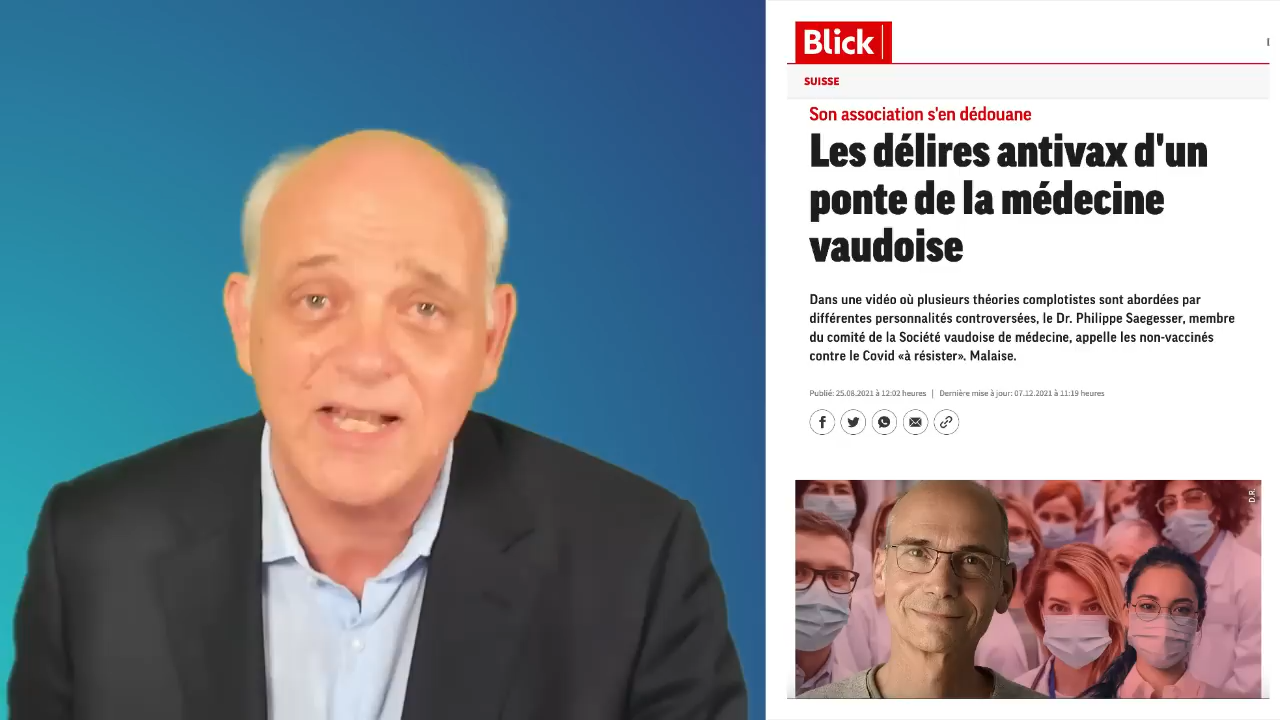 Blick
SUISSE
Son association s'en dédouane
Les délires antivax d'un
ponte de la médecine
vaudoise
Dans une vidéo où plusieurs théories complotistes sont abordées par
différentes personnalités controversées, le Dr. Philippe Saegesser, membre
du comité de la Société vaudoise de médecine, appelle les non-vaccinés
contre le Covid «à résister». Malaise.
Publié: 25.08.2021 à 12:02 heures | Dernière mise à jour: 07.12.2021 à 11:19 heures
D.R.